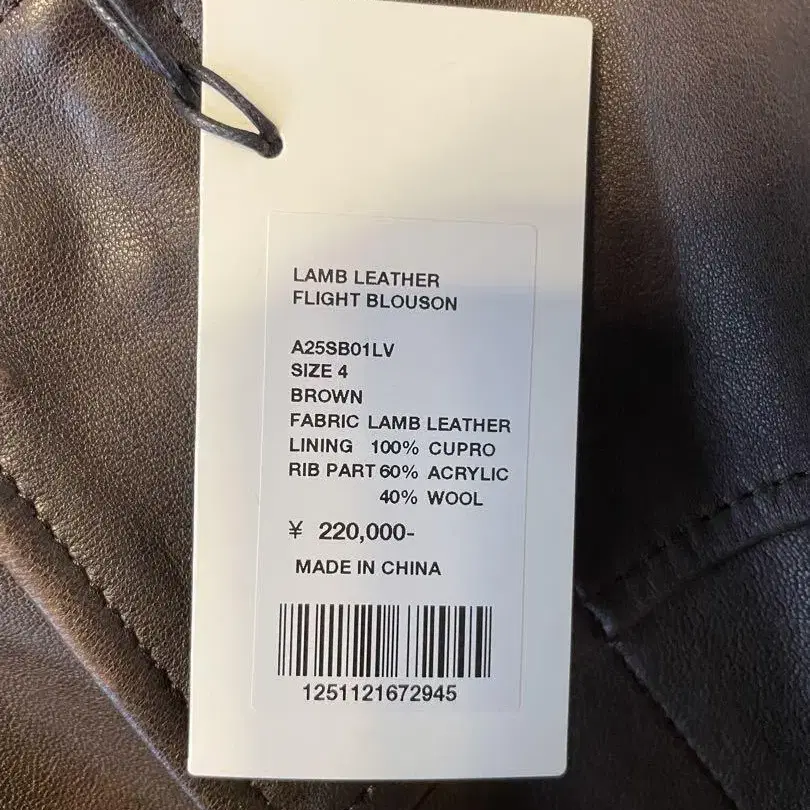 LAMB LEATHER
FLIGHT BLOUSON
A25SB01LV
SIZE 4
BROWN
FABRIC LAMB LEATHER
LINING 100% CUPRO
RIB PART 60% ACRYLIC
40% WOOL
¥ 220,000-
MADE IN CHINA
1251121672945